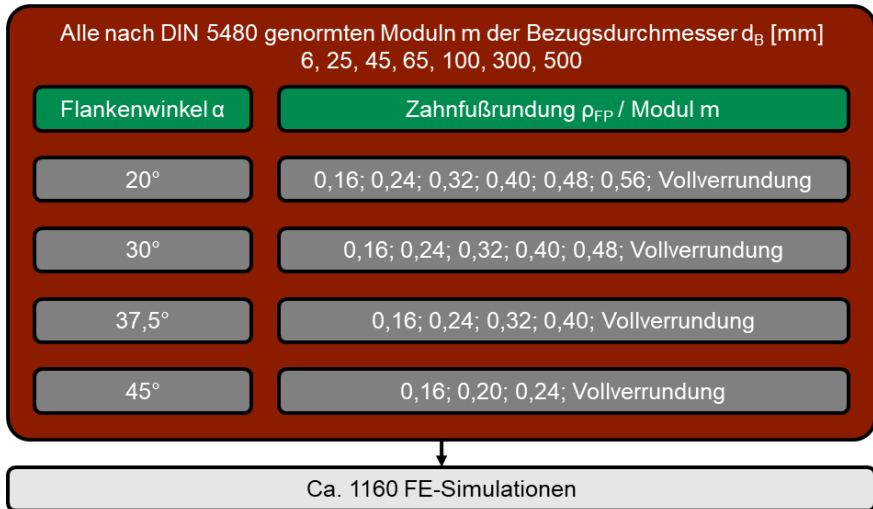 Alle nach DIN 5480 genormten Moduln m der Bezugsdurchmesser d_B [mm]
6, 25, 45, 65, 100, 300, 500
Flankenwinkel α
Zahnfußrundung ρ_FP / Modul m
20°
0,16; 0,24; 0,32; 0,40; 0,48; 0,56; Vollverrundung
30°
0,16; 0,24; 0,32; 0,40; 0,48; Vollverrundung
37,5°
0,16; 0,24; 0,32; 0,40; Vollverrundung
45°
0,16; 0,20; 0,24; Vollverrundung
Ca. 1160 FE-Simulationen